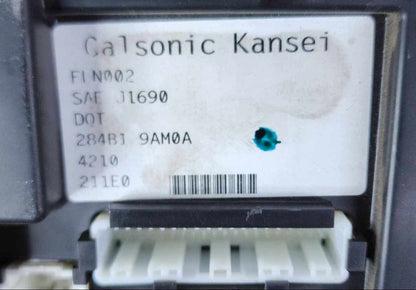 Calsonic Kansei
FLN002
SAE J1690
DOT
284B1 9AM0A
4210
211E0